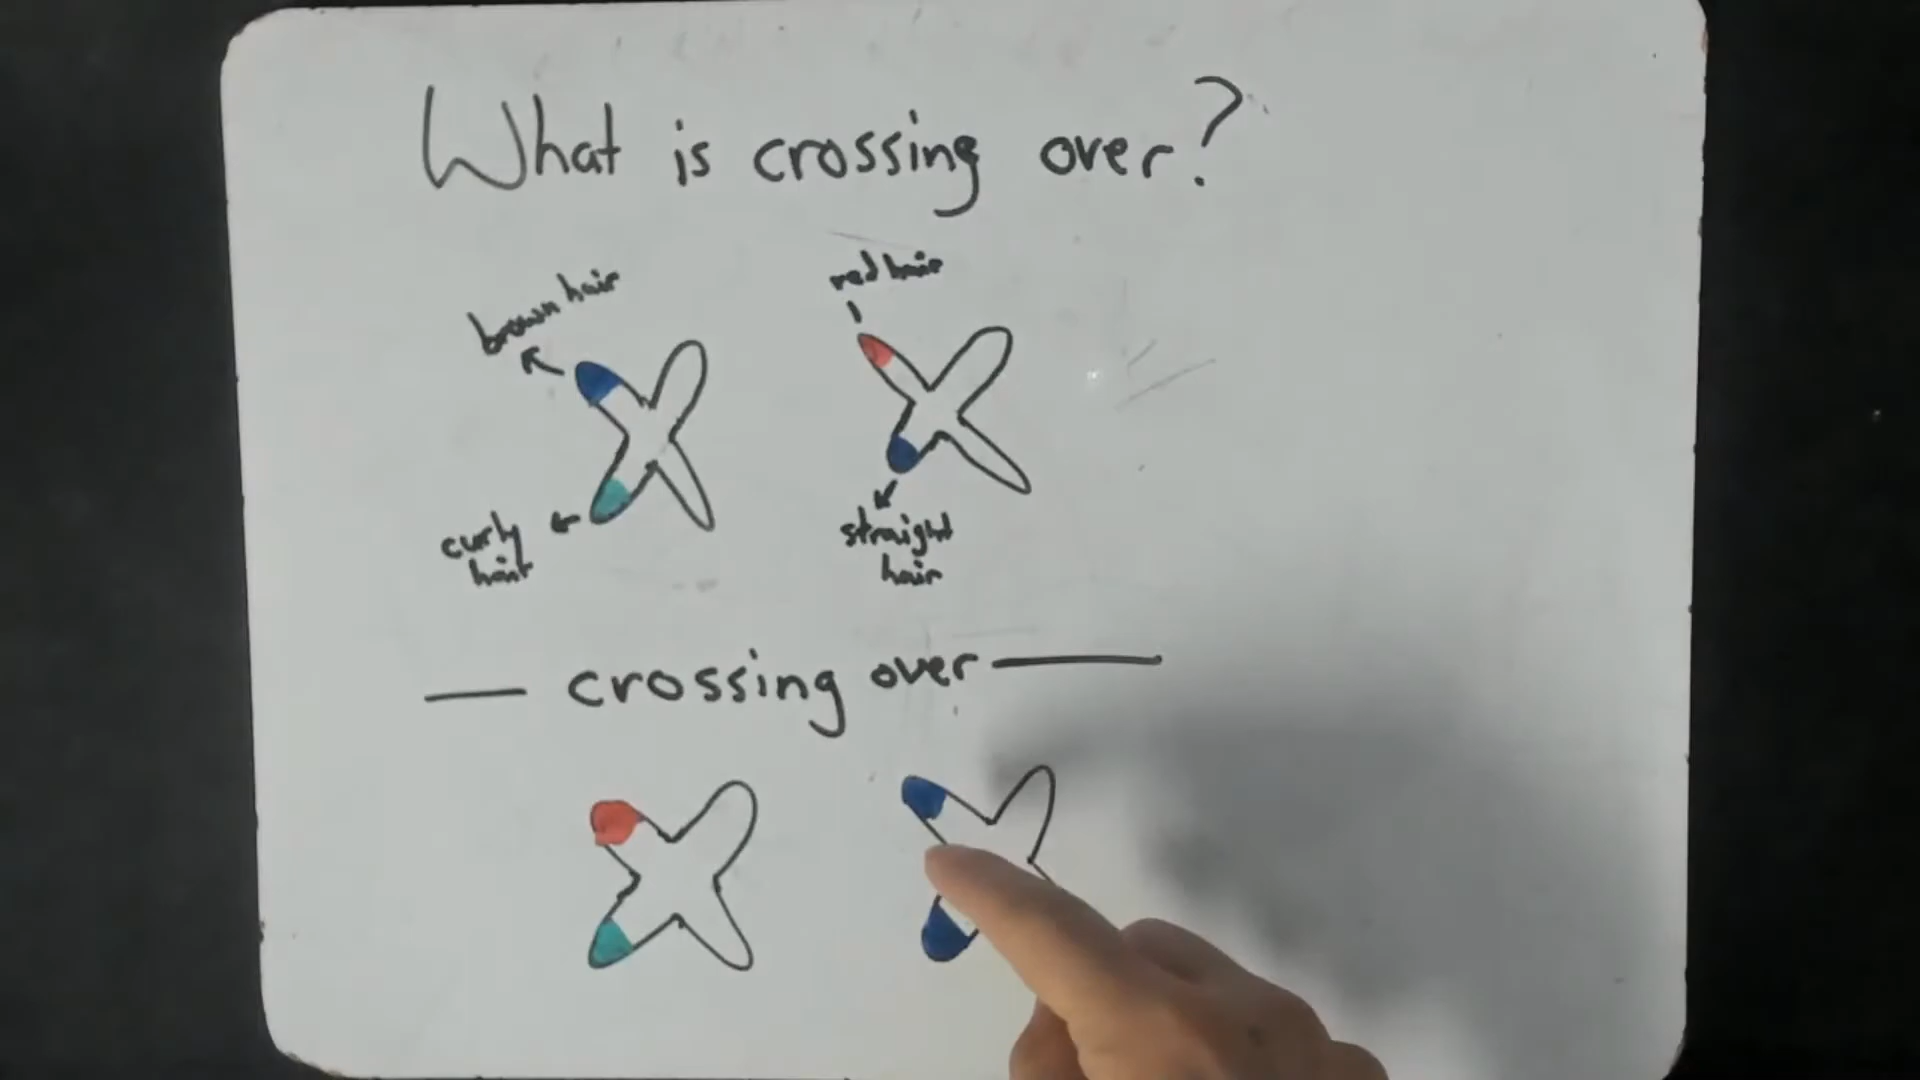 What is crossing over?
brown hair
red hair
curly
hair
straight
hair
crossing over